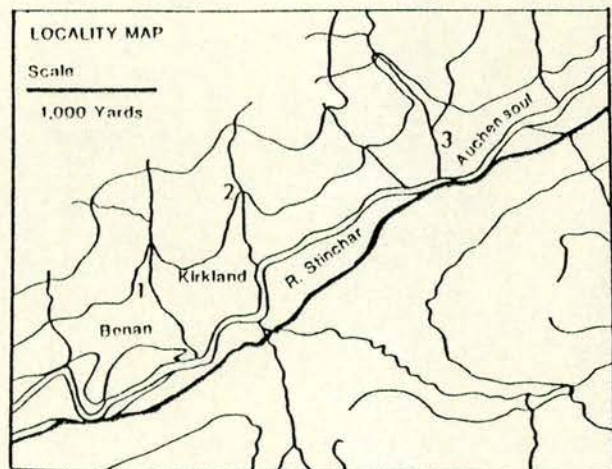 LOCALITY MAP
Scale
1,000 Yards
3
Auchensoul
2
Kirkland
R. Stinchar
1
Benan